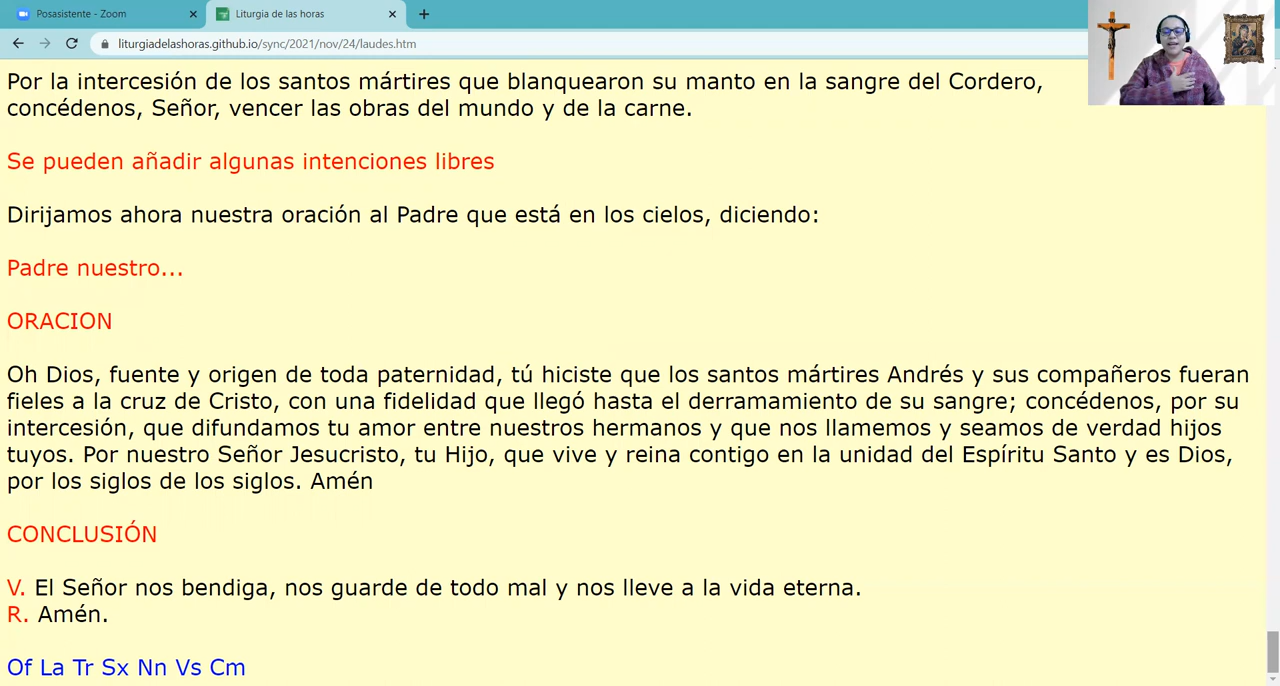 Posasistente - Zoom
Liturgia de las horas
liturgiadelashoras.github.io/sync/2021/nov/24/laudes.htm
Por la intercesión de los santos mártires que blanquearon su manto en la sangre del Cordero,
concédenos, Señor, vencer las obras del mundo y de la carne.
Se pueden añadir algunas intenciones libres
Dirijamos ahora nuestra oración al Padre que está en los cielos, diciendo:
Padre nuestro...
ORACION
Oh Dios, fuente y origen de toda paternidad, tú hiciste que los santos mártires Andrés y sus compañeros fueran
fieles a la cruz de Cristo, con una fidelidad que llegó hasta el derramamiento de su sangre; concédenos, por su
intercesión, que difundamos tu amor entre nuestros hermanos y que nos llamemos y seamos de verdad hijos
tuyos. Por nuestro Señor Jesucristo, tu Hijo, que vive y reina contigo en la unidad del Espíritu Santo y es Dios,
por los siglos de los siglos. Amén
CONCLUSIÓN
V. El Señor nos bendiga, nos guarde de todo mal y nos lleve a la vida eterna.
R. Amén.
Of La Tr Sx Nn Vs Cm